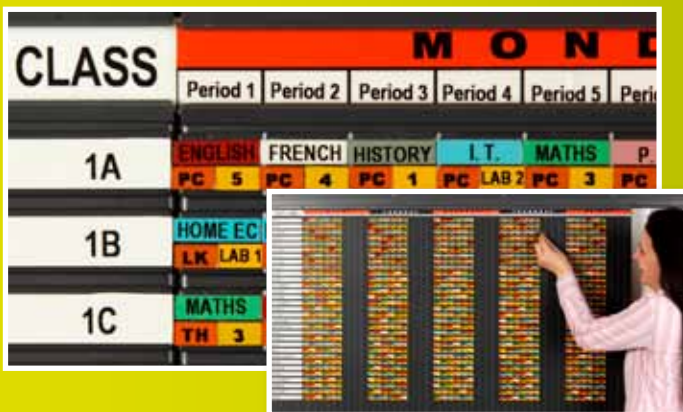 CLASS
M O N D
Period 1 Period 2 Period 3 Period 4 Period 5
1A
ENGLISH FRENCH HISTORY I.T. MATHS P.
PC 5 PC 4 PC 1 PC LAB 2 PC 3 PC
1B
HOME EC
LK LAB 1
1C
MATHS
TH 3